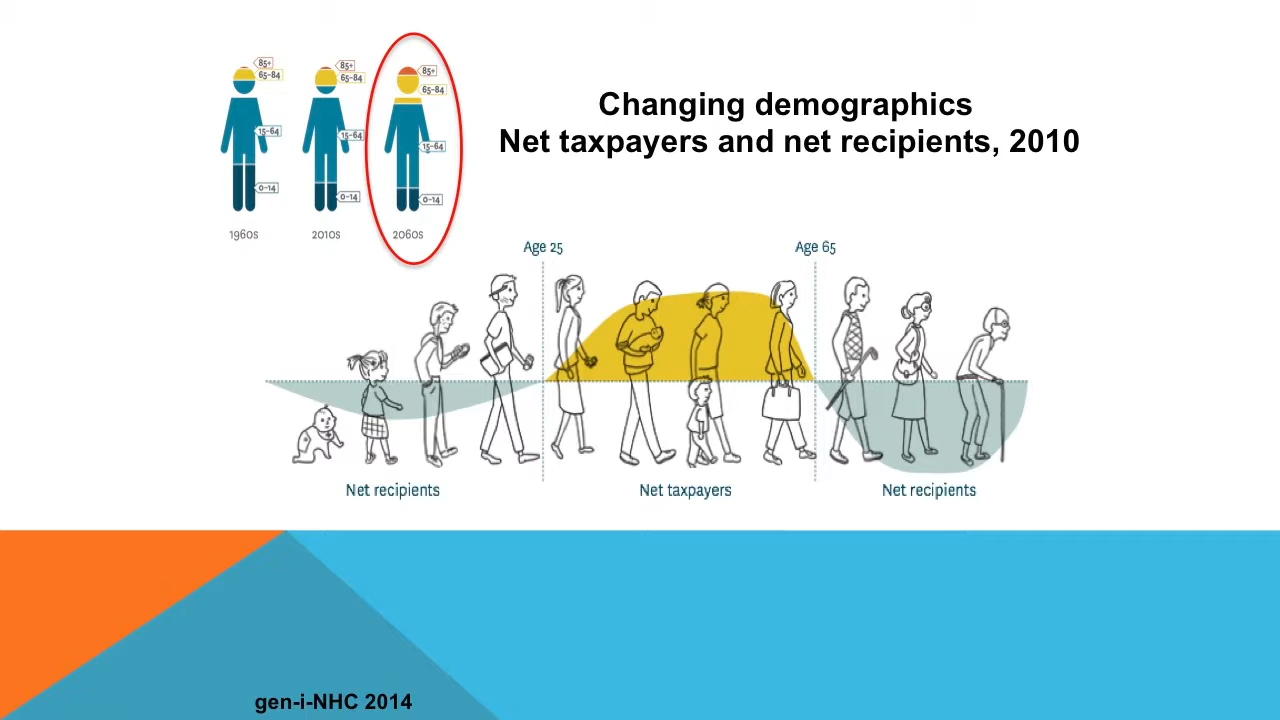 85+
65-84
15-64
0-14
1960s
85+
65-84
15-64
0-14
2010s
85+
65-84
15-64
0-14
2060s
Changing demographics
Net taxpayers and net recipients, 2010
Age 25
Age 65
Net recipients
Net taxpayers
Net recipients
gen-i-NHC 2014